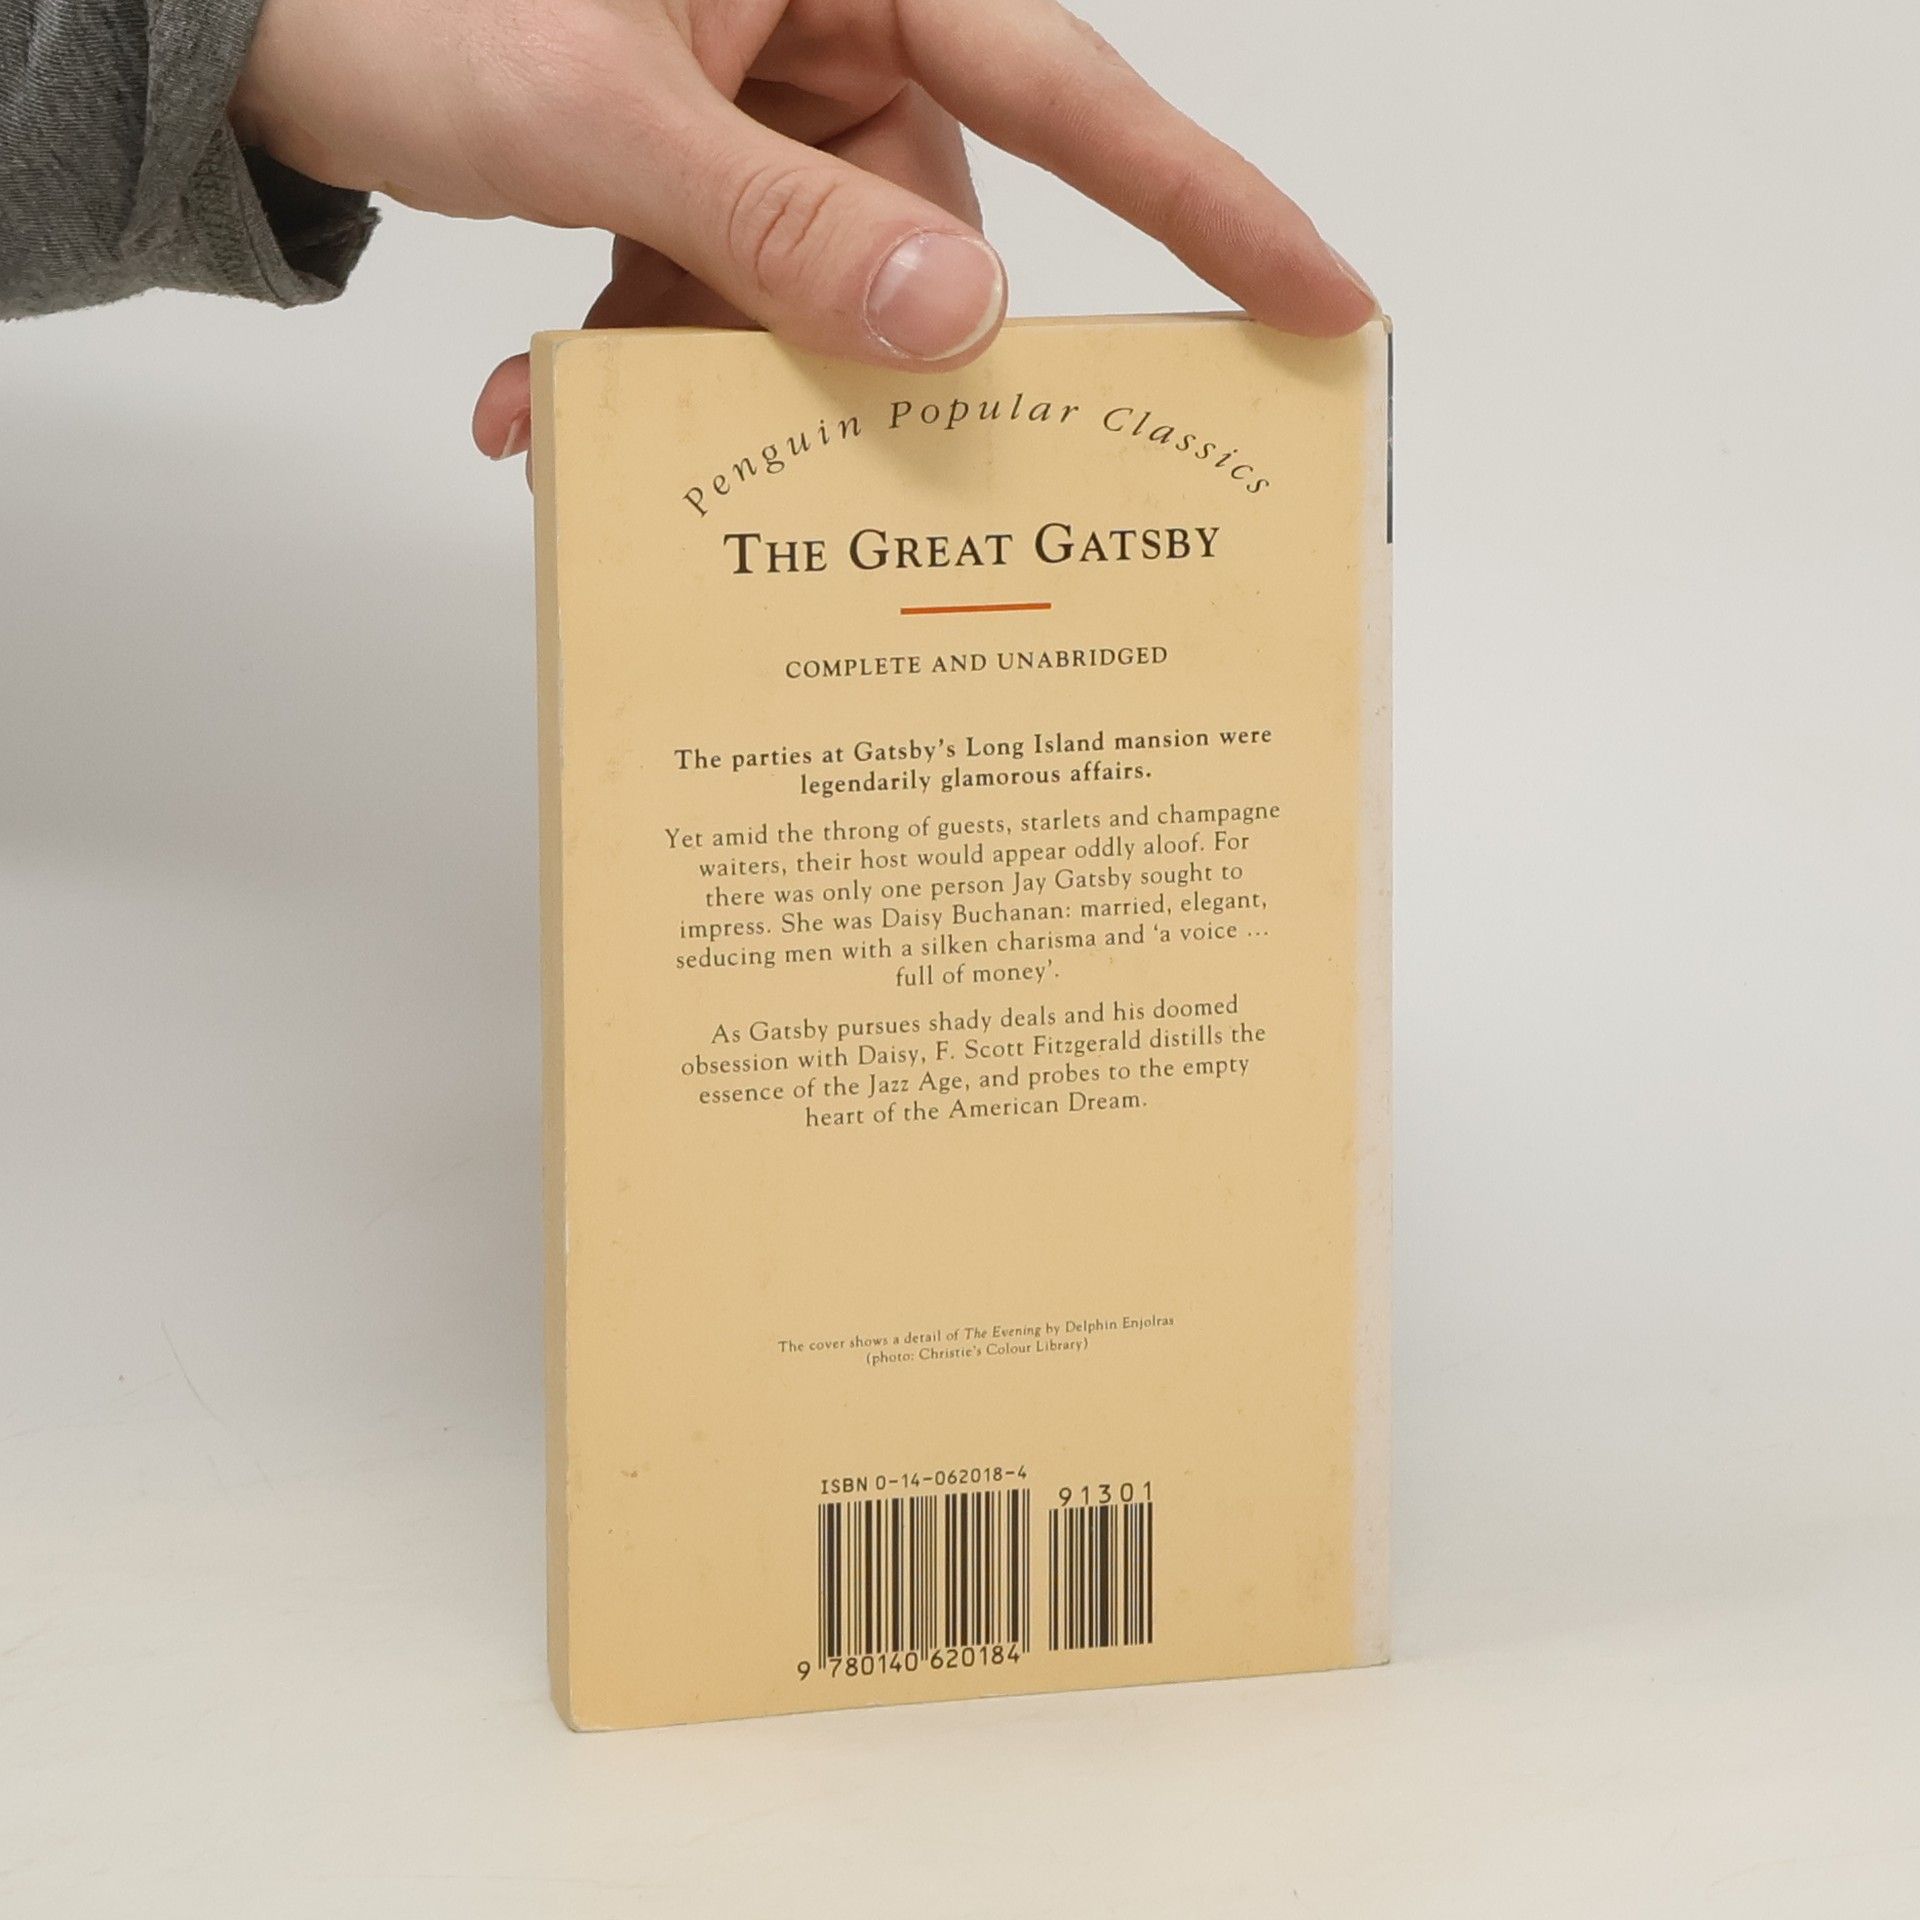 Penguin Popular Classics
THE GREAT GATSBY
COMPLETE AND UNABRIDGED
The parties at Gatsby's Long Island mansion were
legendarily glamorous affairs.
Yet amid the throng of guests, starlets and champagne
waiters, their host would appear oddly aloof. For
there was only one person Jay Gatsby sought to
impress. She was Daisy Buchanan: married, elegant,
seducing men with a silken charisma and ‘a voice ...
full of money’.
As Gatsby pursues shady deals and his doomed
obsession with Daisy, F. Scott Fitzgerald distills the
essence of the Jazz Age, and probes to the empty
heart of the American Dream.
The cover shows a detail of The Evening by Delphin Enjolras
(photo: Christie's Colour Library)
ISBN 0-14-062018-4
91301
9 780140 620184